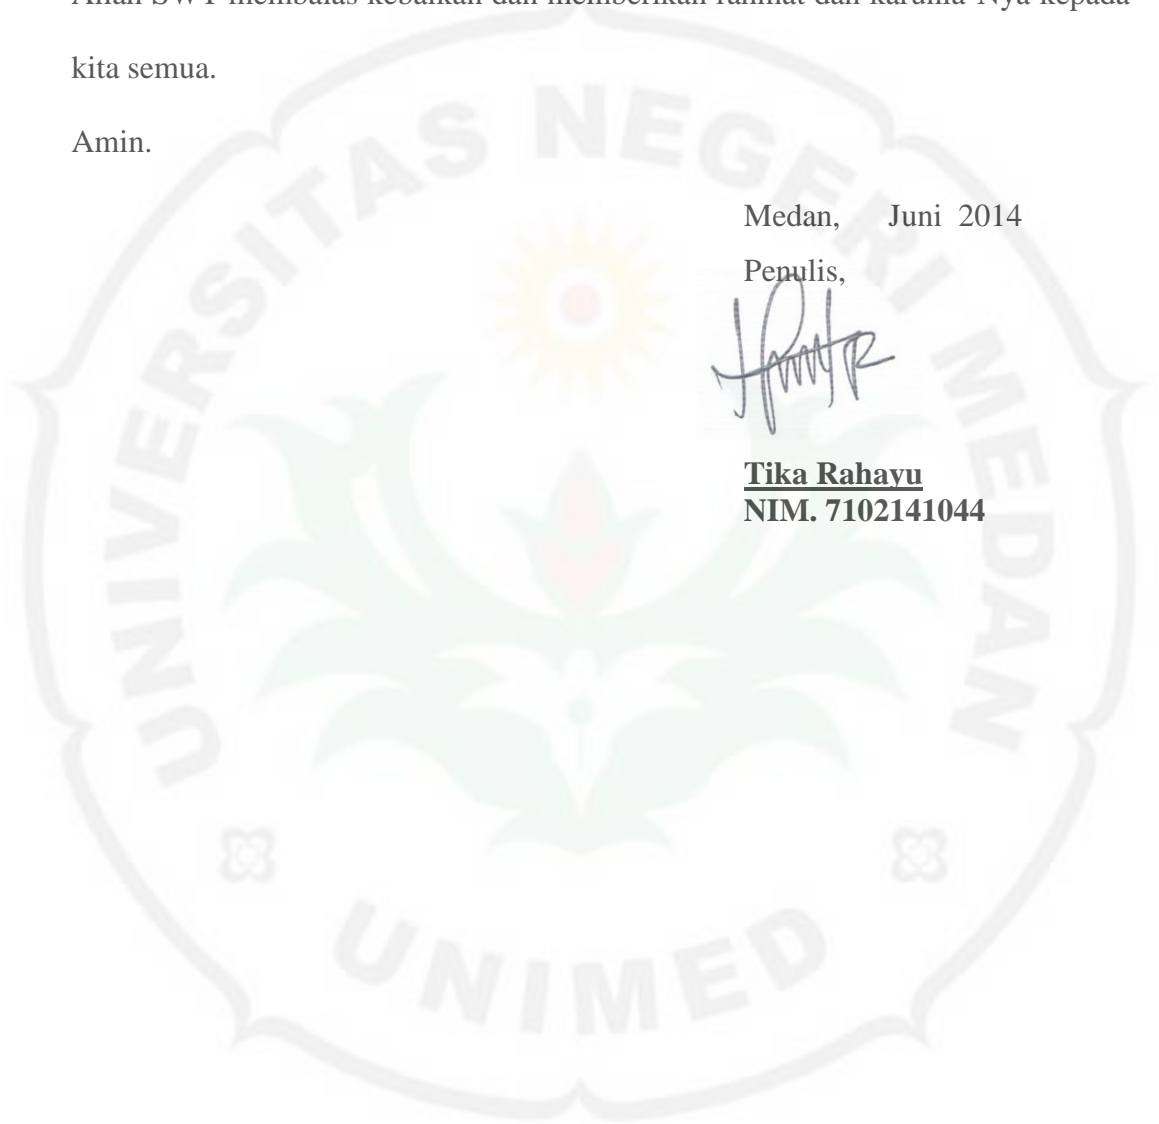 Allah SWT membalas kebaikan dan memberikan rahmat dan karunia-Nya kepada
kita semua.
Amin.
Medan, Juni 2014
Penulis,
Tika Rahayu
NIM. 7102141044
UNIVERSITAS NEGERI MEDAN
UNIMED